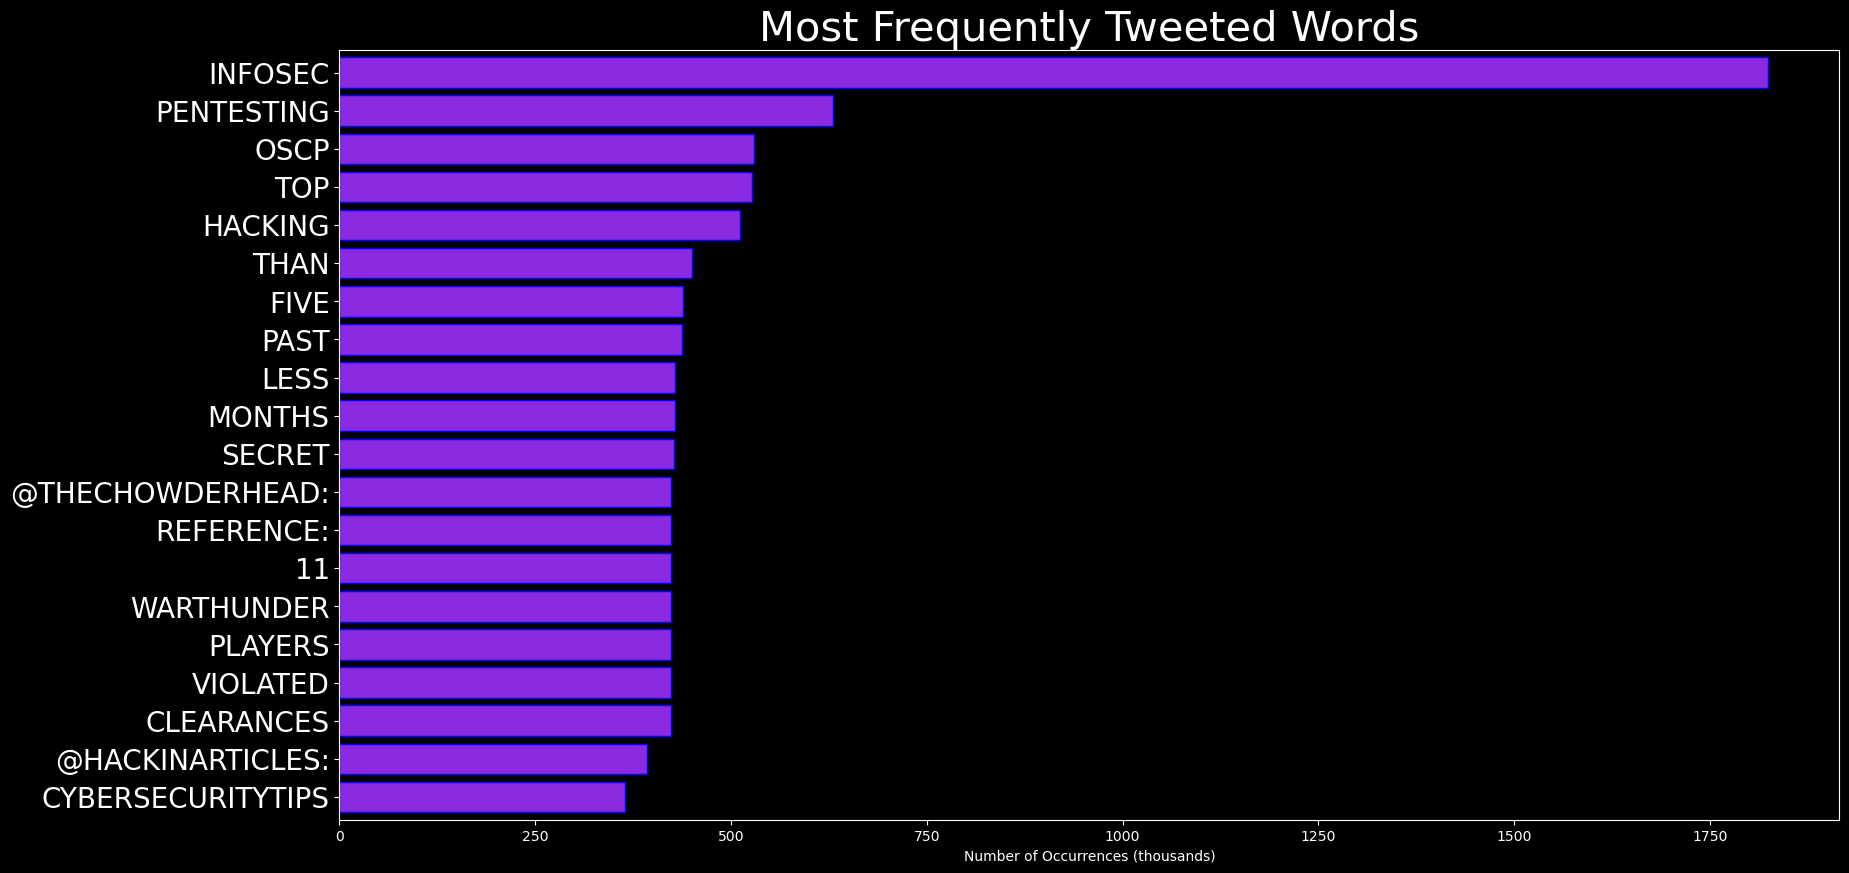 Most Frequently Tweeted Words
INFOSEC
PENTESTING
OSCP
TOP
HACKING
THAN
FIVE
PAST
LESS
MONTHS
SECRET
@THECHOWDERHEAD:
REFERENCE:
11
WARTHUNDER
PLAYERS
VIOLATED
CLEARANCES
@HACKINARTICLES:
CYBERSECURITYTIPS
0 250 500 750 1000 1250 1500 1750
Number of Occurrences (thousands)